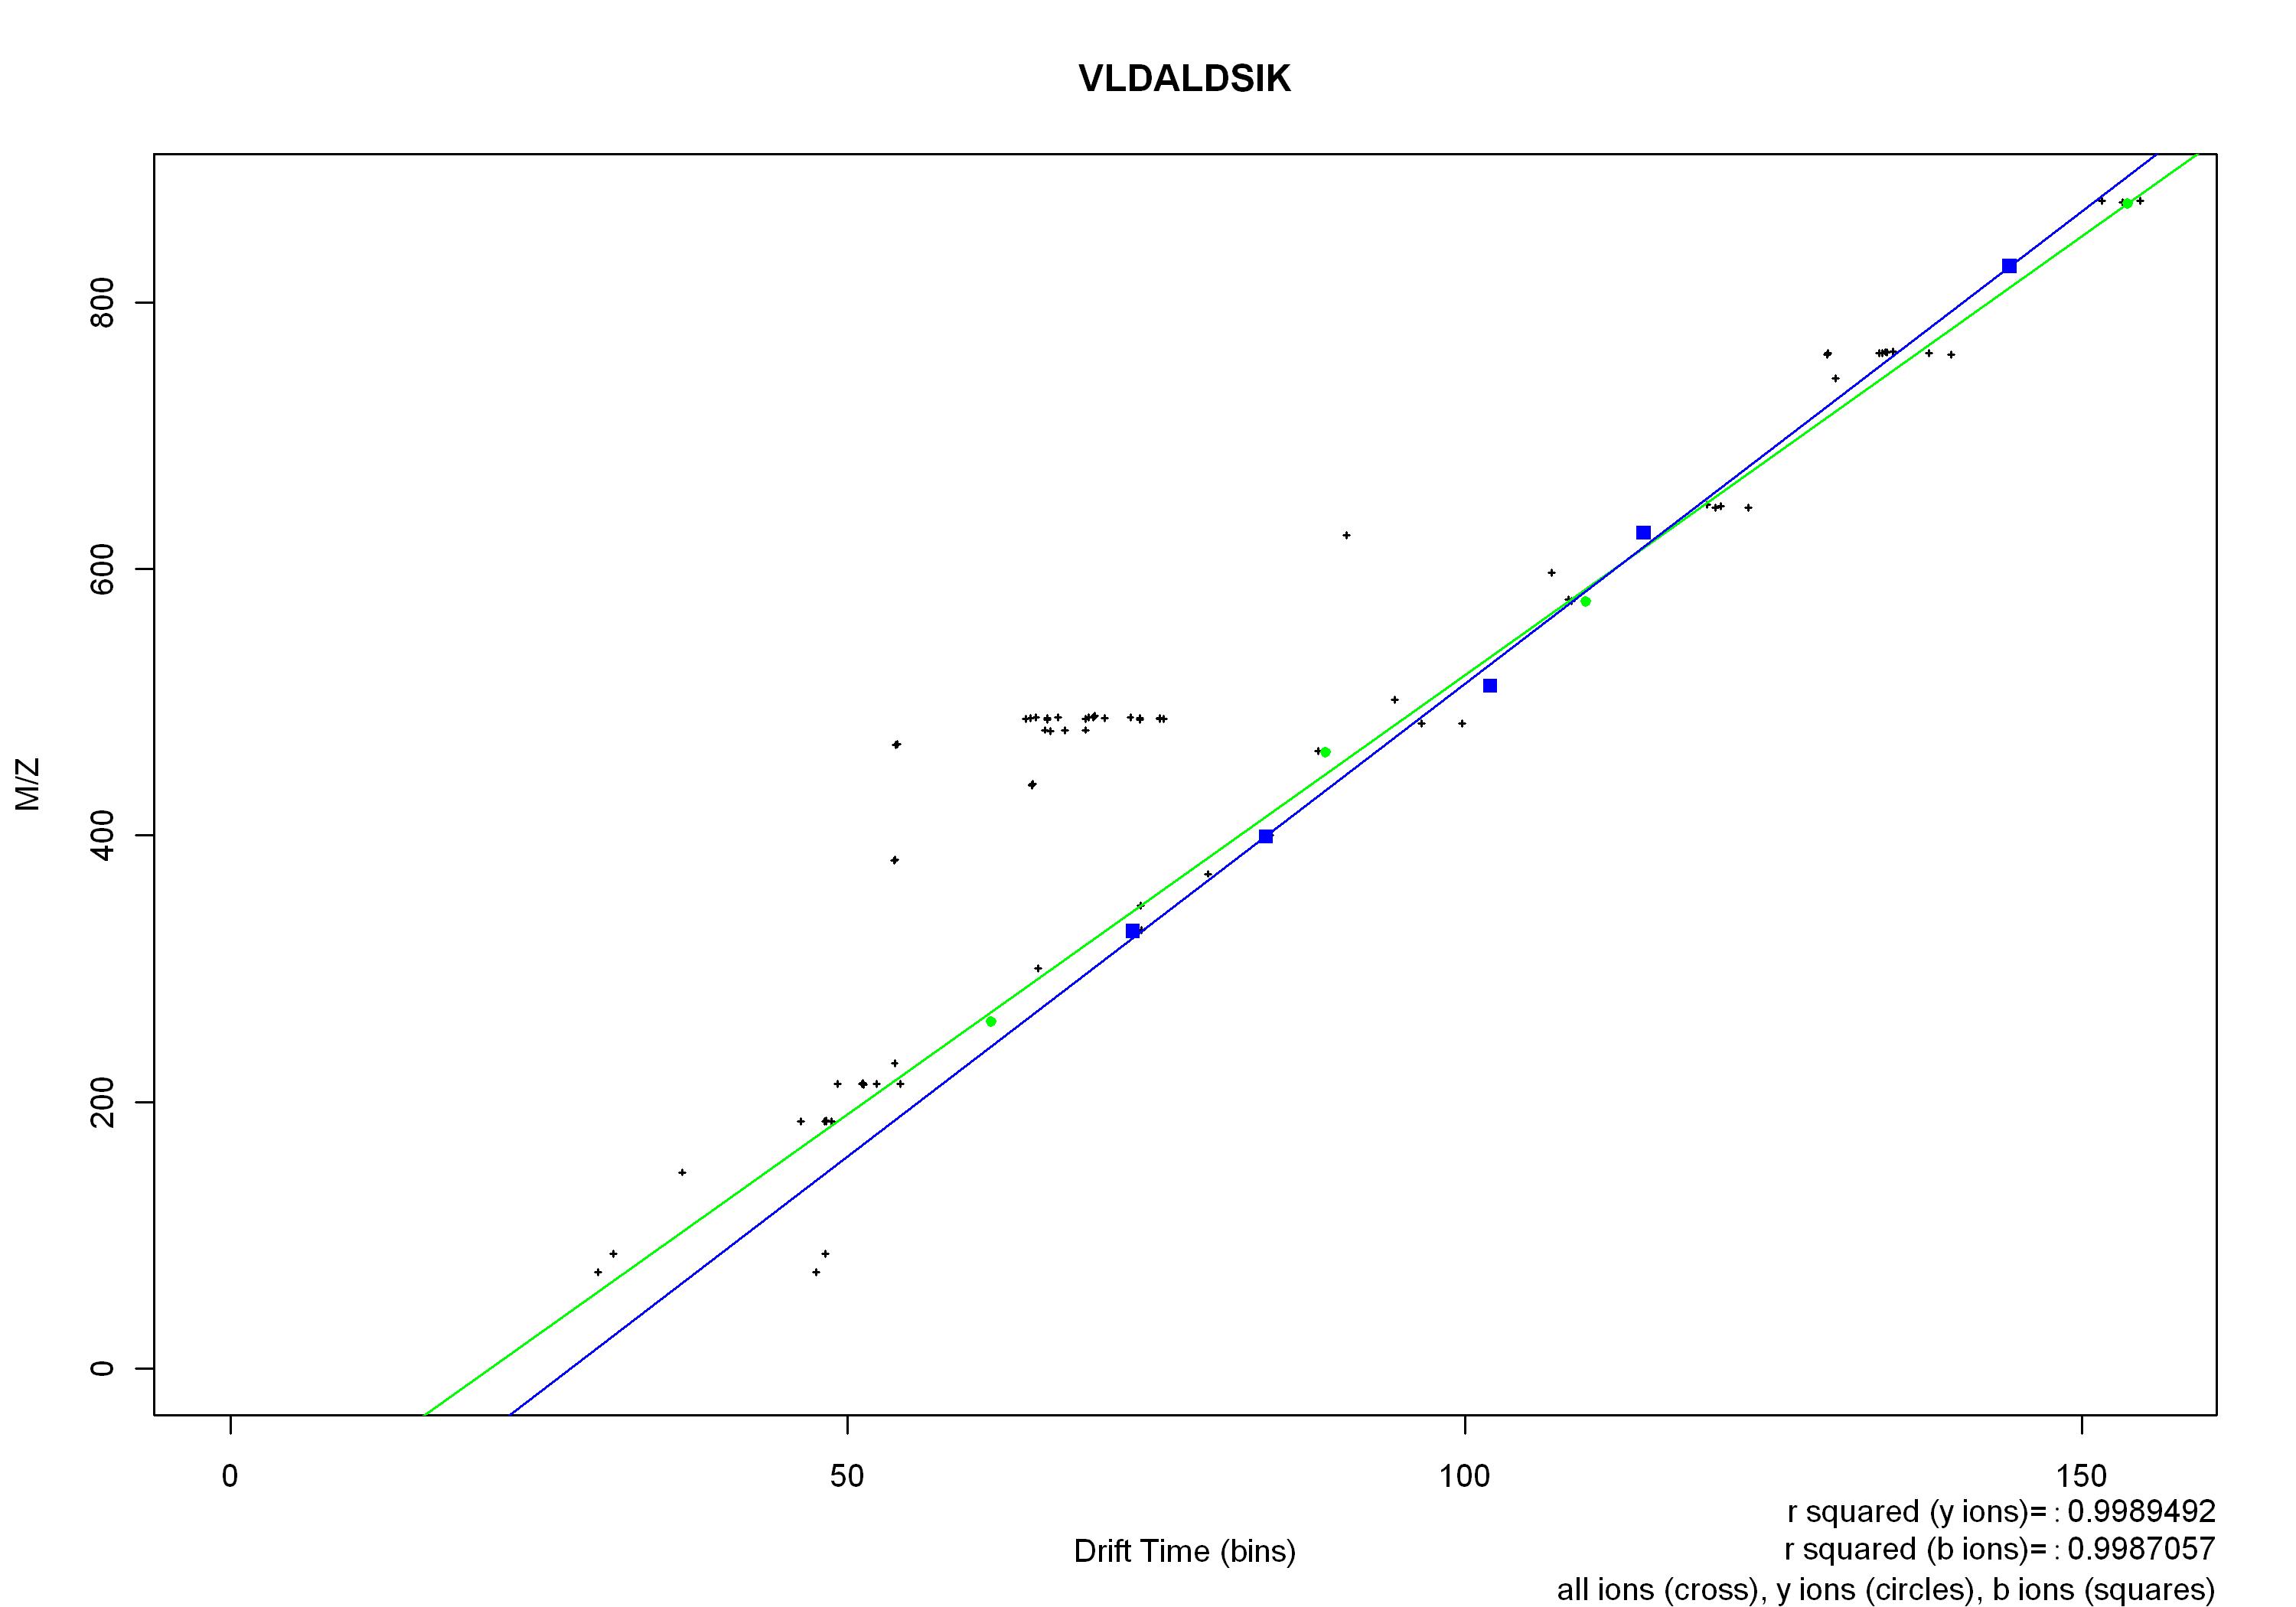 VLDALDSIK
800
600
400
200
0
M/Z
0 50 100 150
Drift Time (bins)
r squared (y ions)= : 0.9989492
r squared (b ions)= : 0.9987057
all ions (cross), y ions (circles), b ions (squares)